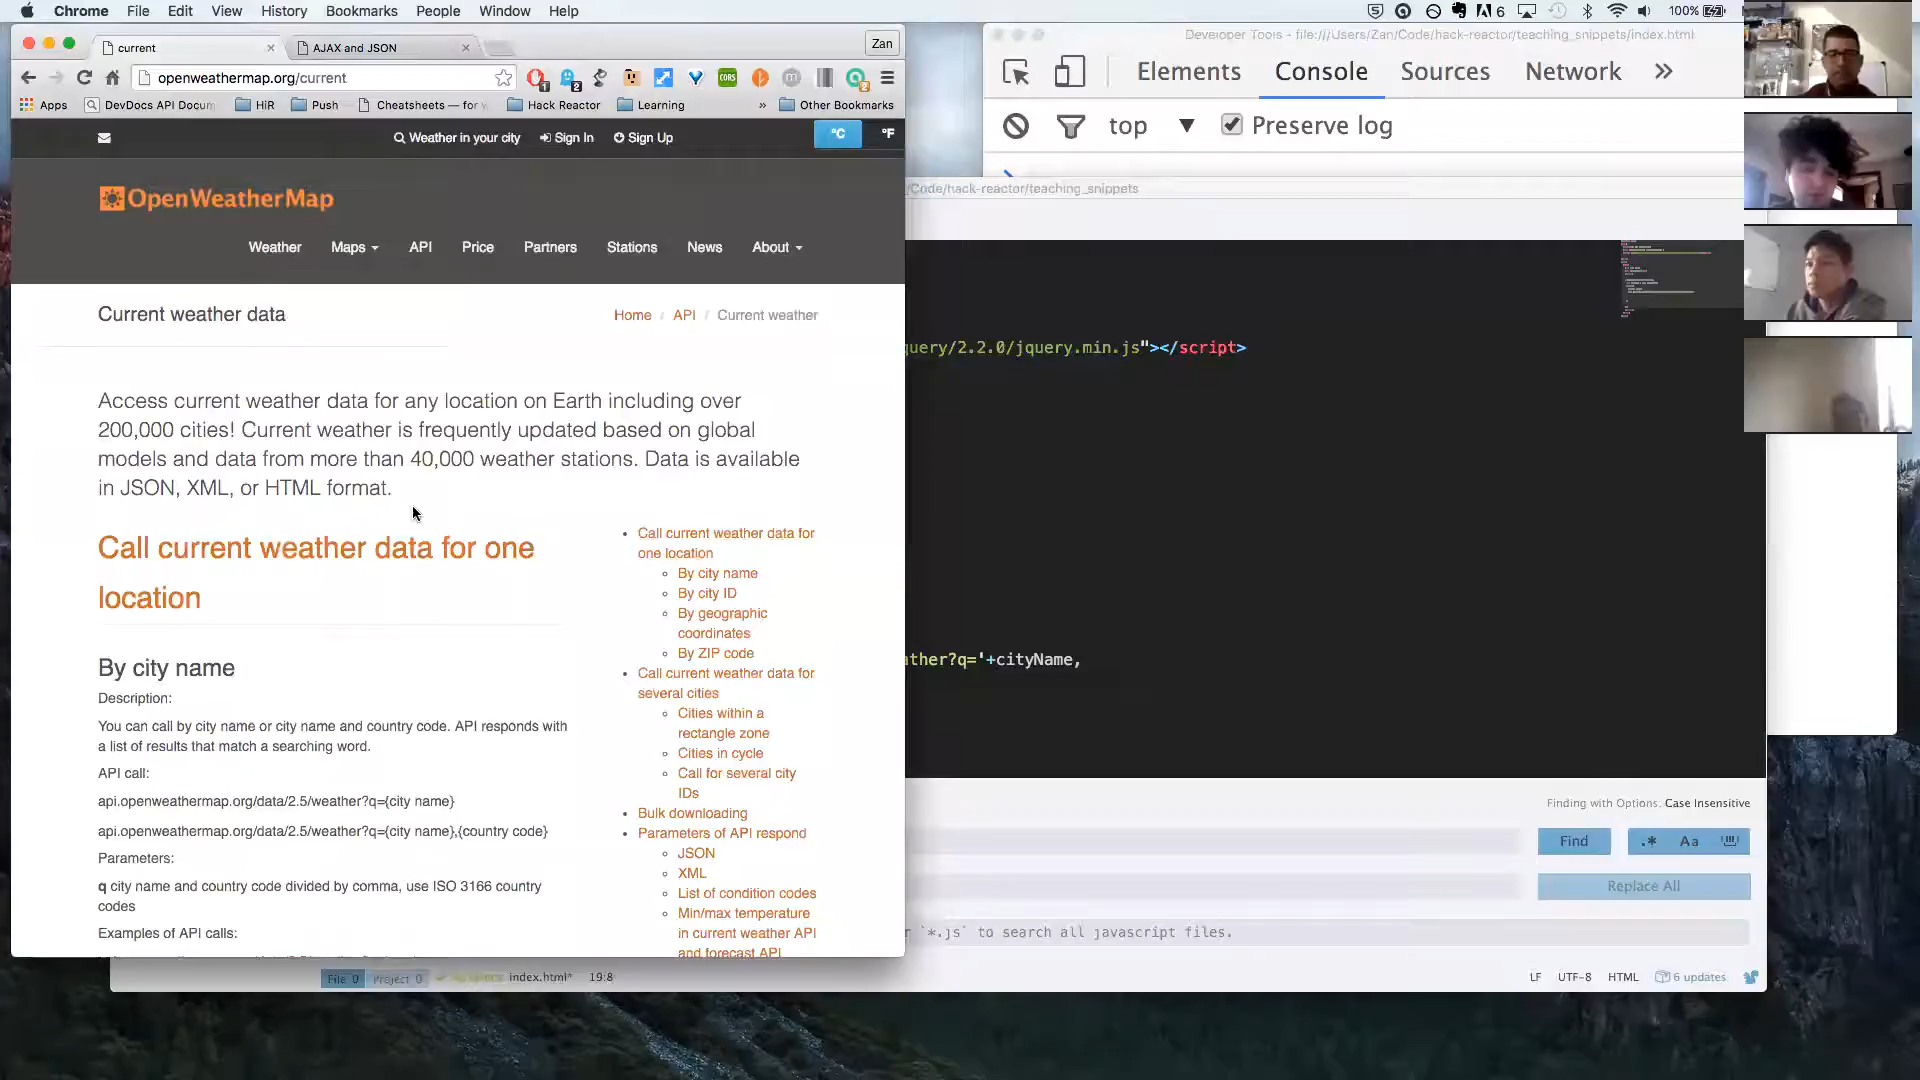 Chrome File Edit View History Bookmarks People Window Help
6 100%
current
AJAX and JSON
Zan
openweathermap.org/current
CORS
1 2 2
Apps DevDocs API Docum HiR Push Cheatsheets — for Hack Reactor Learning » Other Bookmarks
Weather in your city Sign In Sign Up °C °F
OpenWeatherMap
Weather Maps API Price Partners Stations News About
Current weather data
Home / API / Current weather
Access current weather data for any location on Earth including over
200,000 cities! Current weather is frequently updated based on global
models and data from more than 40,000 weather stations. Data is available
in JSON, XML, or HTML format.
Call current weather data for one
location
By city name
Description:
You can call by city name or city name and country code. API responds with
a list of results that match a searching word.
API call:
api.openweathermap.org/data/2.5/weather?q={city name}
api.openweathermap.org/data/2.5/weather?q={city name},{country code}
Parameters:
q city name and country code divided by comma, use ISO 3166 country
codes
Examples of API calls:
Call current weather data for
one location
By city name
By city ID
By geographic
coordinates
By ZIP code
Call current weather data for
several cities
Cities within a
rectangle zone
Cities in cycle
Call for several city
IDs
Bulk downloading
Parameters of API respond
JSON
XML
List of condition codes
Min/max temperature
in current weather API
and forecast API
Developer Tools - file:///Users/Zan/Code/hack-reactor/teaching_snippets/index.html
Elements Console Sources Network »
top Preserve log
/Code/hack-reactor/teaching_snippets
query/2.2.0/jquery.min.js"></script>
ather?q='+cityName,
Finding with Options: Case Insensitive
Find .* Aa
Replace All
`*.js` to search all javascript files.
File 0 Project 0 index.html* 19:8
LF UTF-8 HTML 6 updates